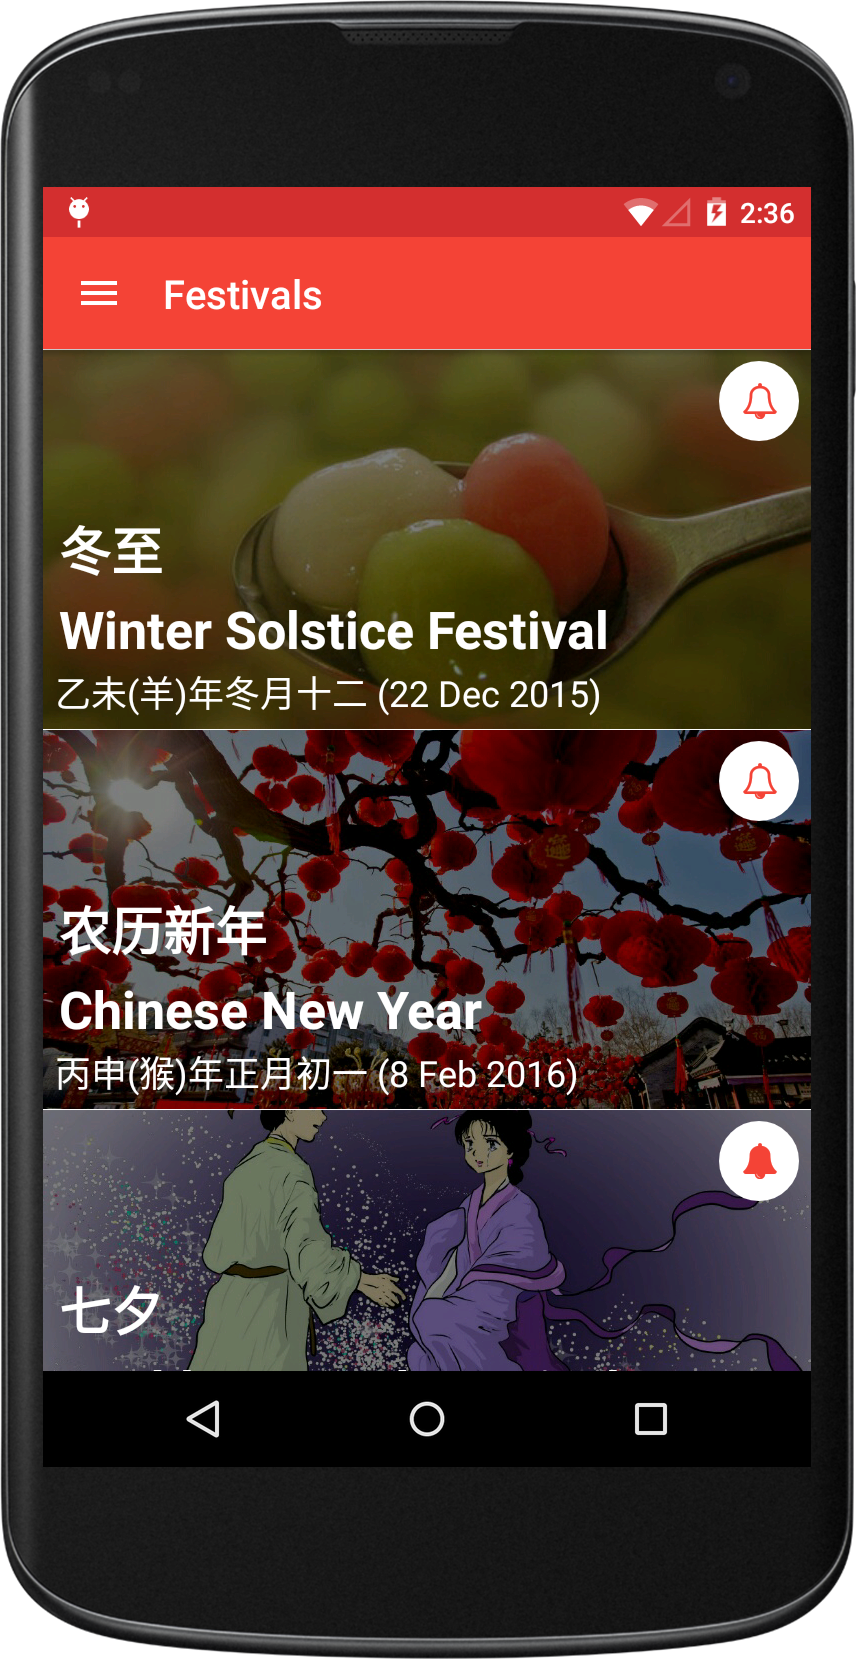 2:36
Festivals
冬至
Winter Solstice Festival
乙未(羊)年冬月十二 (22 Dec 2015)
农历新年
Chinese New Year
丙申(猴)年正月初一 (8 Feb 2016)
七夕